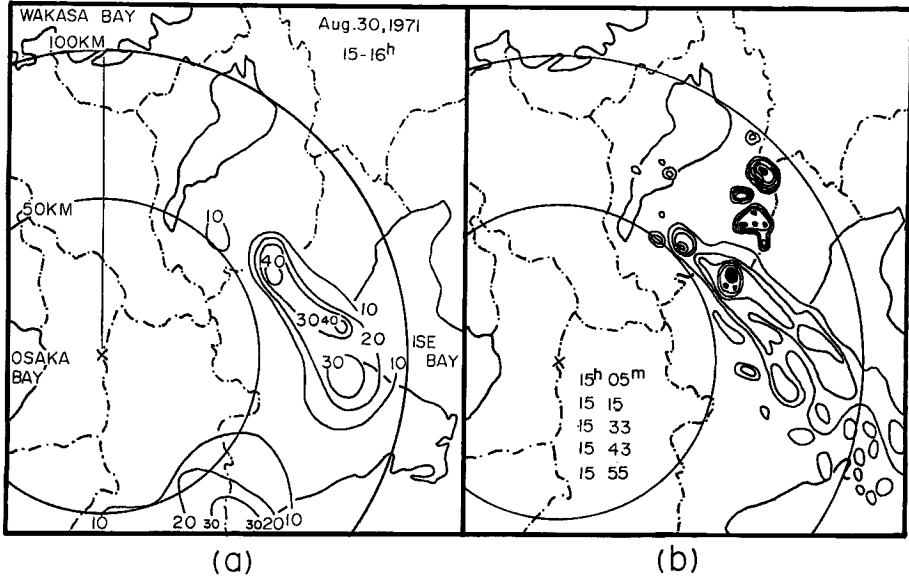 WAKASA BAY
Aug. 30, 1971
100KM
15-16h
50KM
10
40
10
30 40
20
ISE
BAY
10
30
OSAKA
BAY
10
20
30
30
20
10
15h 05m
15 15
15 33
15 43
15 55
(a)
(b)